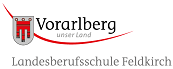 Vorarlberg
unser Land
Landesberufsschule Feldkirch